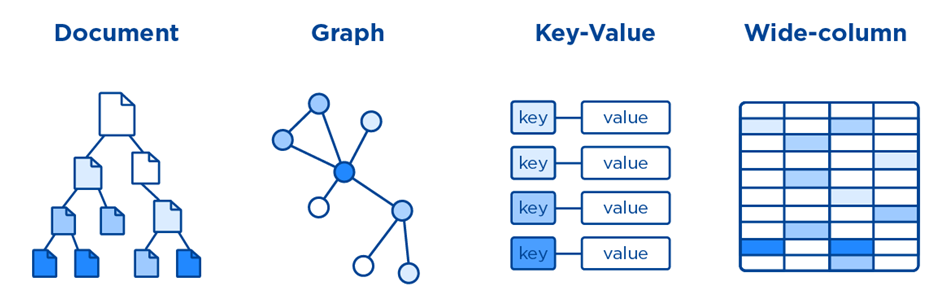 Document
Graph
Key-Value
Wide-column
key value
key value
key value
key value